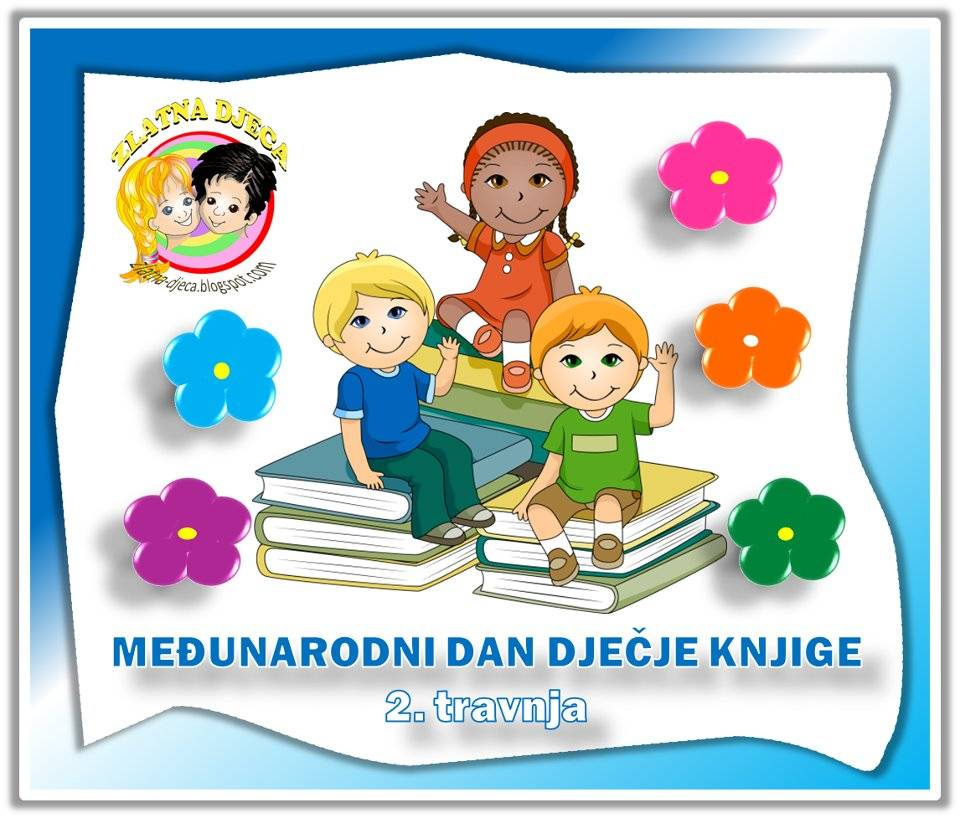 ZLATNA DJECA
zlatna-djeca.blogspot.com
MEĐUNARODNI DAN DJEČJE KNJIGE
2. travnja